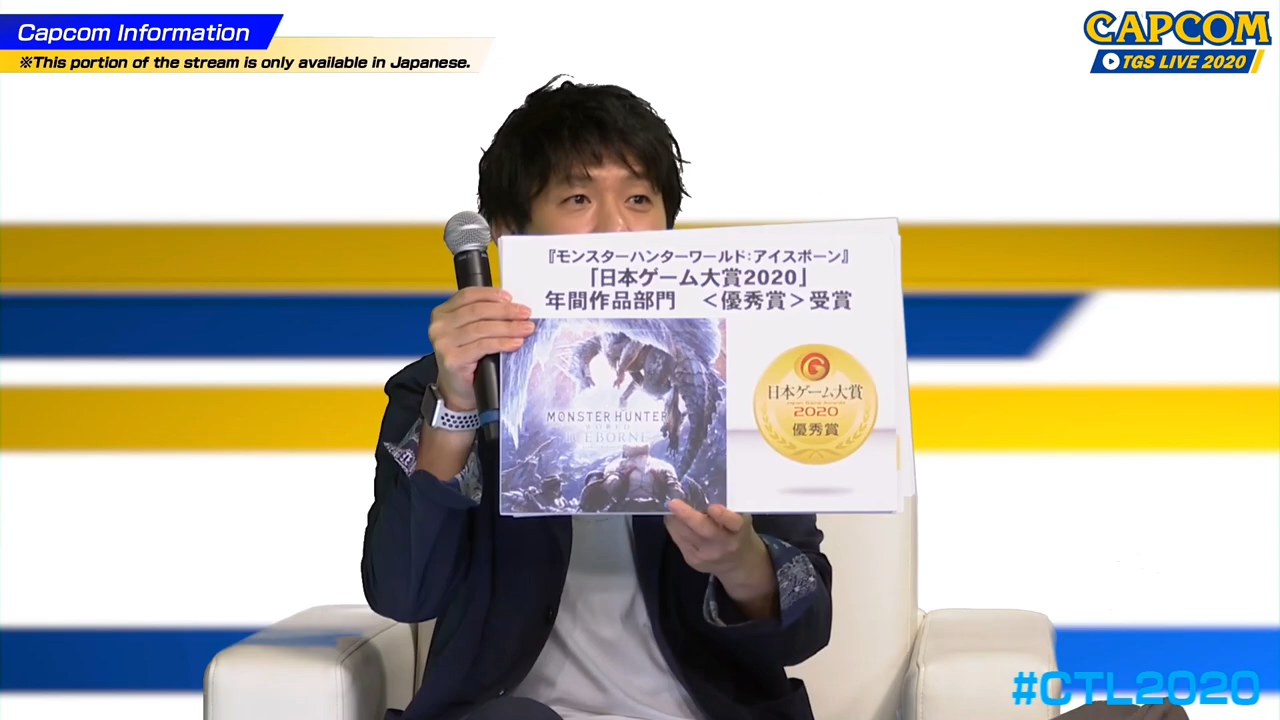 Capcom Information
※This portion of the stream is only available in Japanese.
CAPCOM
TGS LIVE 2020
『モンスターハンターワールド:アイスボーン』
「日本ゲーム大賞2020」
年間作品部門 <優秀賞>受賞
MONSTER HUNTER
WORLD
ICEBORNE
G
日本ゲーム大賞
Japan Game Awards
2020
優秀賞
#CTL2020